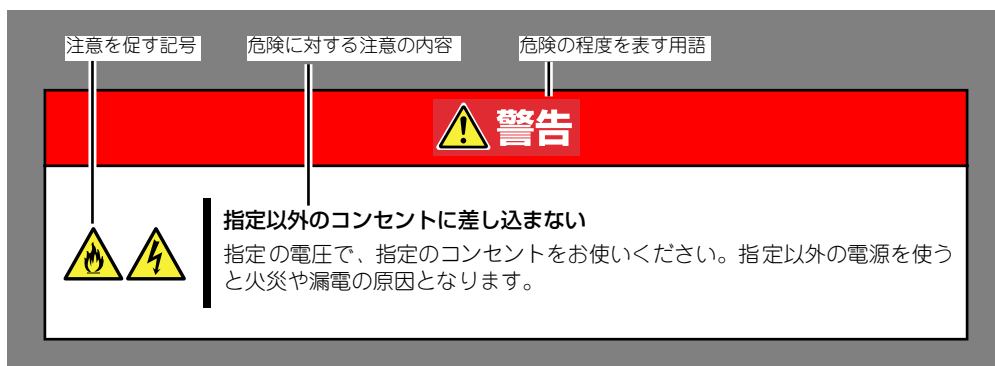 注意を促す記号
危険に対する注意の内容
危険の程度を表す用語
警告
指定以外のコンセントに差し込まない
指定の電圧で、指定のコンセントをお使いください。指定以外の電源を使う
と火災や漏電の原因となります。